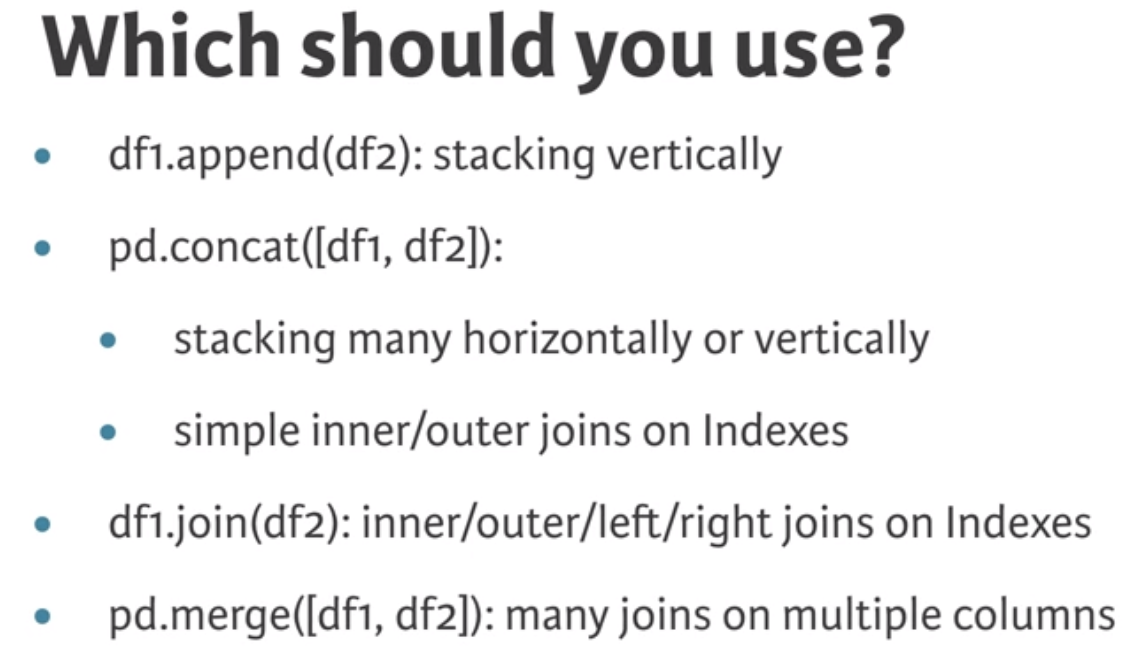 Which should you use?
df1.append(df2): stacking vertically
pd.concat([df1, df2]):
stacking many horizontally or vertically
simple inner/outer joins on Indexes
df1.join(df2): inner/outer/left/right joins on Indexes
pd.merge([df1, df2]): many joins on multiple columns